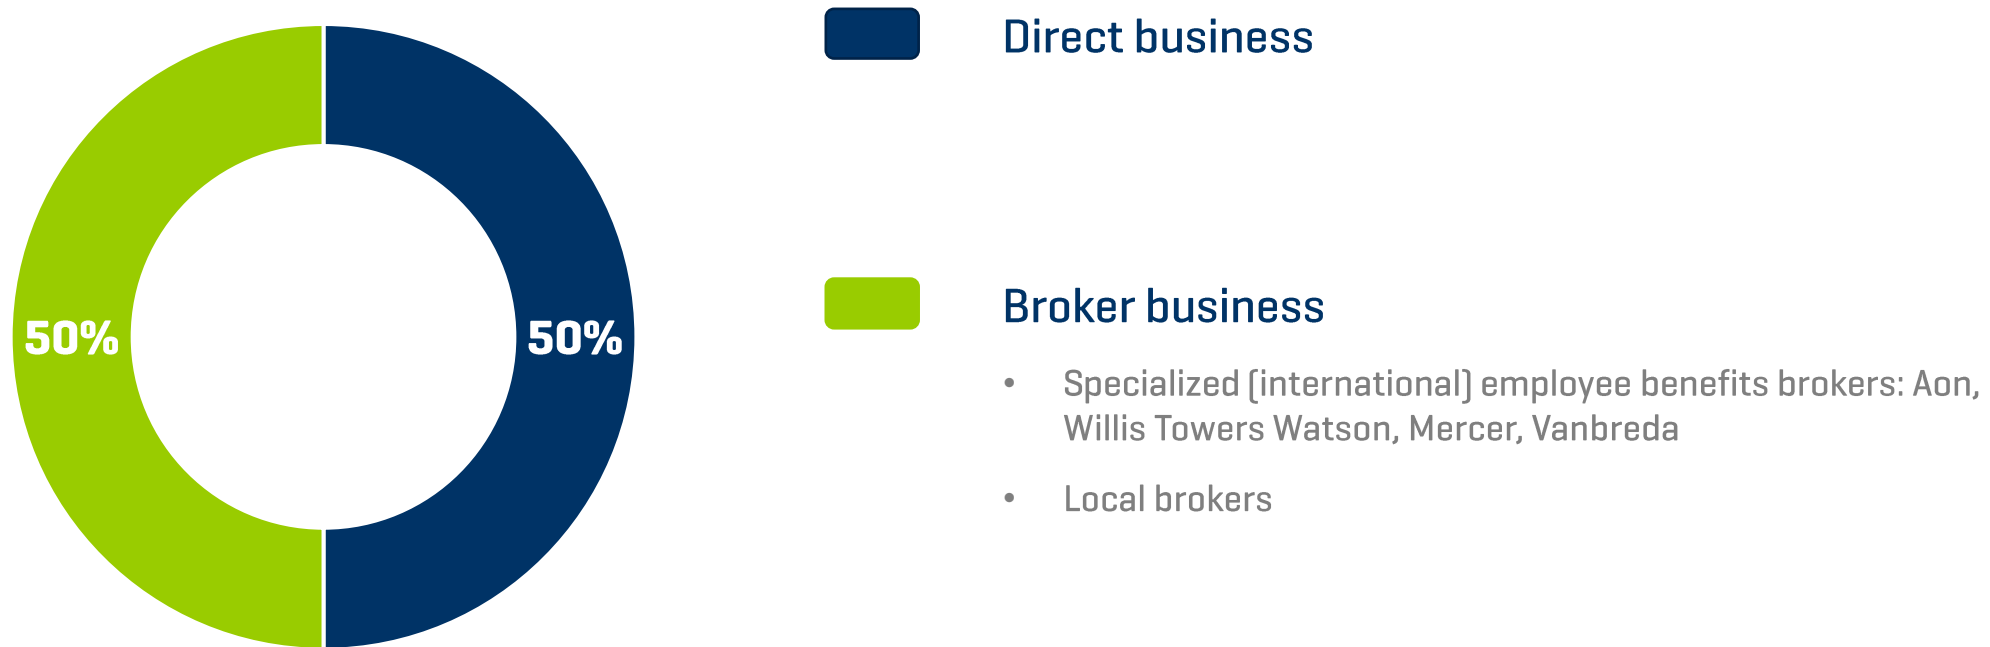 50%
50%
Direct business
Broker business
• Specialized (international) employee benefits brokers: Aon,
Willis Towers Watson, Mercer, Vanbreda
• Local brokers